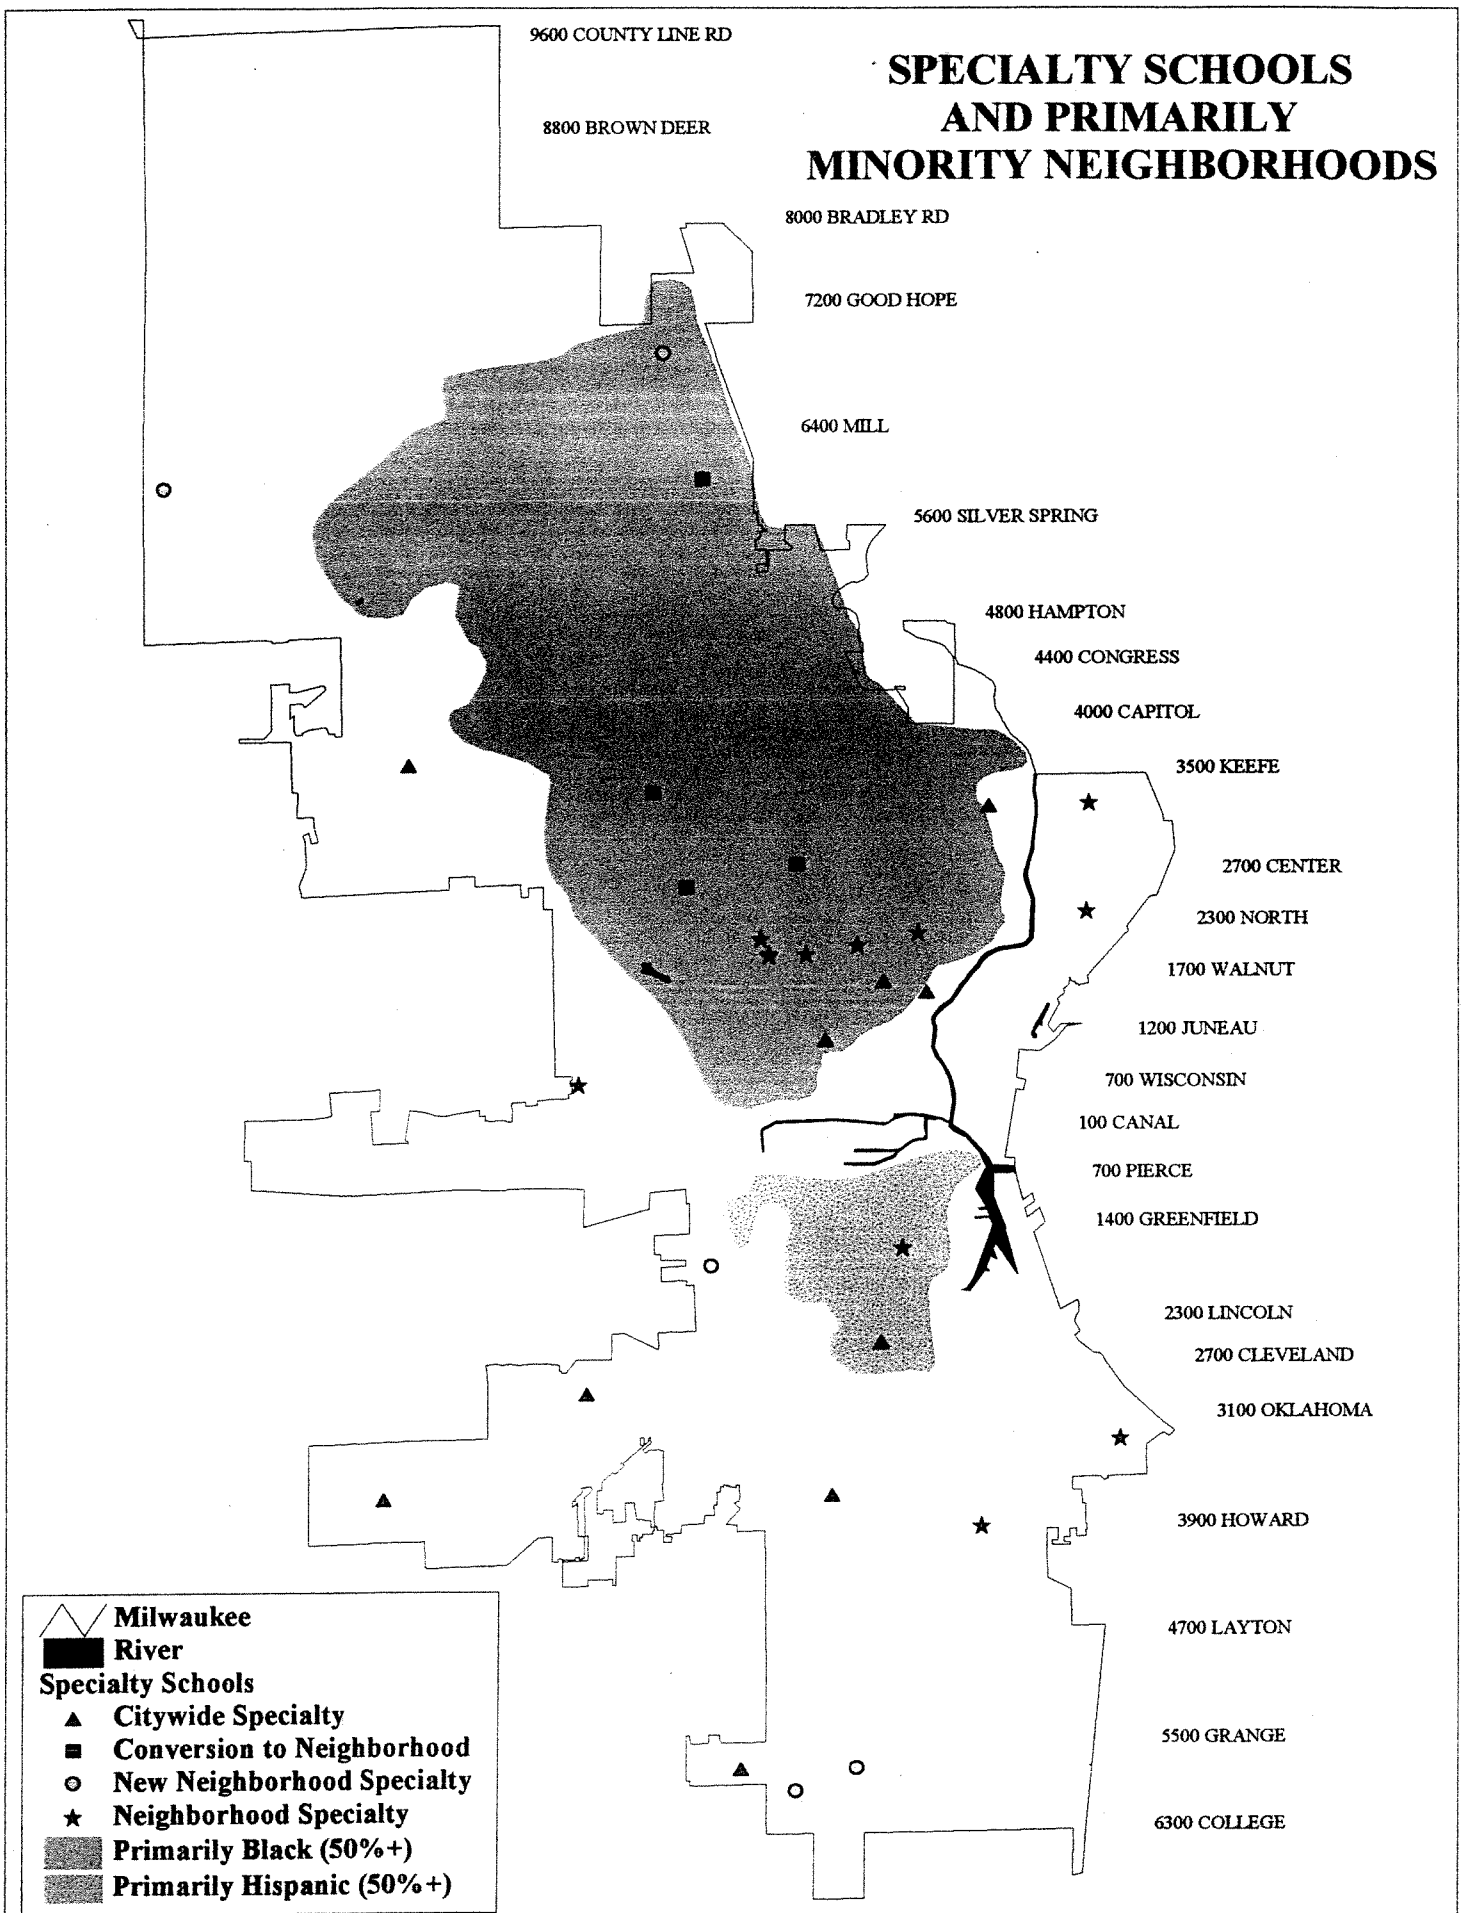 SPECIALTY SCHOOLS
AND PRIMARILY
MINORITY NEIGHBORHOODS
9600 COUNTY LINE RD
8800 BROWN DEER
8000 BRADLEY RD
7200 GOOD HOPE
6400 MILL
5600 SILVER SPRING
4800 HAMPTON
4400 CONGRESS
4000 CAPITOL
3500 KEEFE
2700 CENTER
2300 NORTH
1700 WALNUT
1200 JUNEAU
700 WISCONSIN
100 CANAL
700 PIERCE
1400 GREENFIELD
2300 LINCOLN
2700 CLEVELAND
3100 OKLAHOMA
3900 HOWARD
4700 LAYTON
5500 GRANGE
6300 COLLEGE
Milwaukee
River
Specialty Schools
Citywide Specialty
Conversion to Neighborhood
New Neighborhood Specialty
Neighborhood Specialty
Primarily Black (50%+)
Primarily Hispanic (50%+)